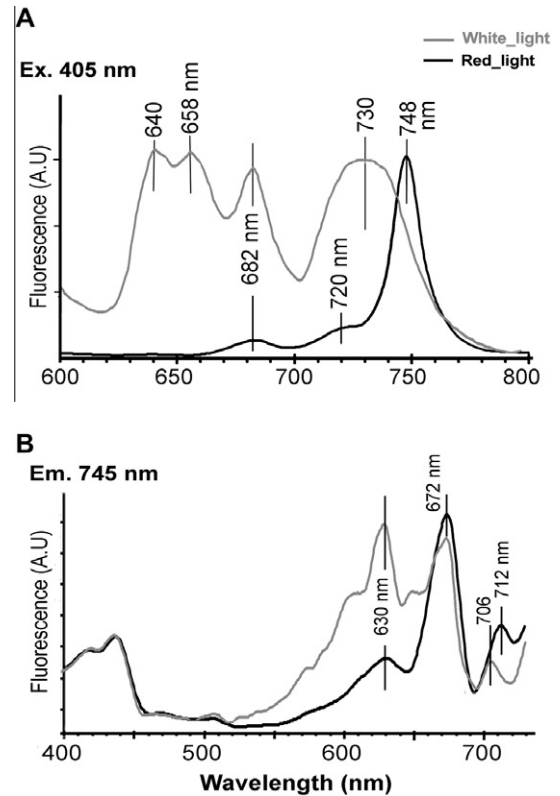 A
White_light
Red_light
Ex. 405 nm
640
658 nm
730
748
nm
682 nm
720 nm
Fluorescence (A.U)
600
650
700
750
800
B
Em. 745 nm
672 nm
630 nm
706
712 nm
Fluorescence (A.U)
400
500
600
700
Wavelength (nm)